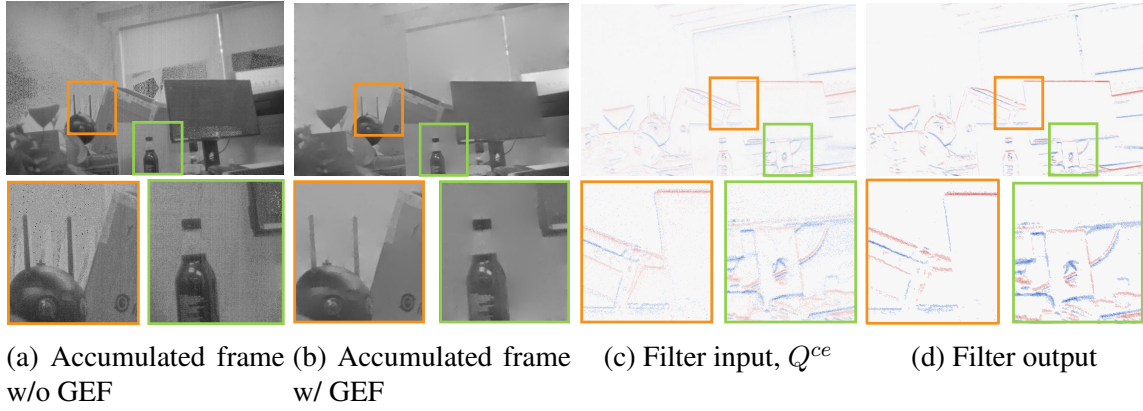 (a) Accumulated frame
w/o GEF
(b) Accumulated frame
w/ GEF
(c) Filter input, Q^{ce}
(d) Filter output